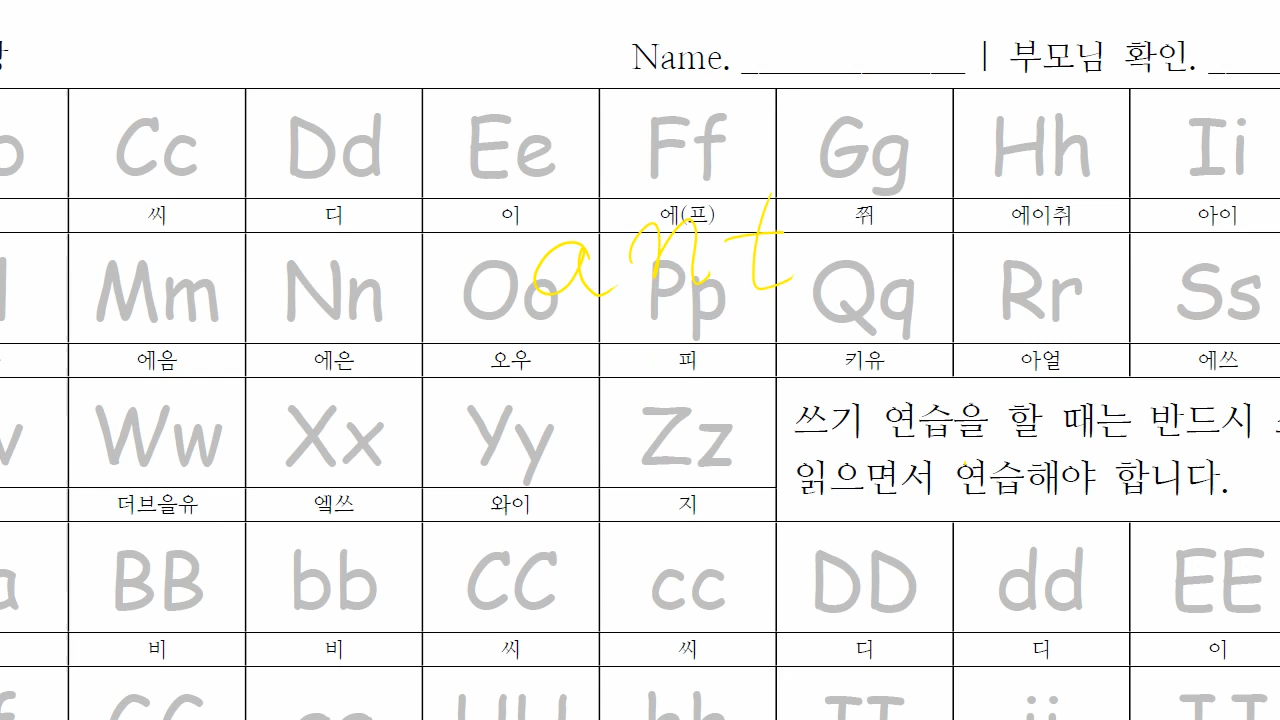 Name. ____________ | 부모님 확인. ____
Cc Dd Ee Ff Gg Hh Ii
씨 디 이 에(프) 쮜 에이취 아이
ant
Mm Nn Oo Pp Qq Rr Ss
에음 에은 오우 피 키유 아얼 에쓰
Ww Xx Yy Zz
쓰기 연습을 할 때는 반드시
읽으면서 연습해야 합니다.
더브을유 엑쓰 와이 지
BB bb CC cc DD dd EE
비 비 씨 씨 디 디 이